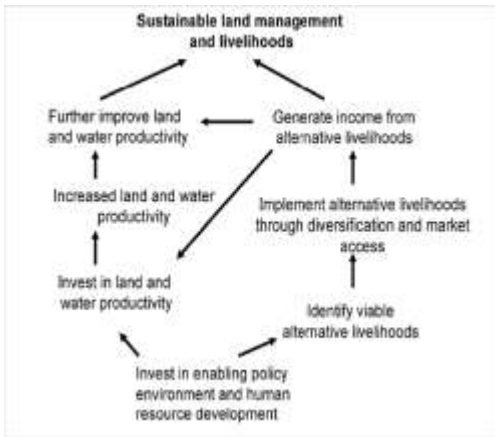 Sustainable land management
and livelihoods
Further improve land
and water productivity
Generate income from
alternative livelihoods
Increased land and water
productivity
Implement alternative livelihoods
through diversification and market
access
Invest in land and
water productivity
Identify viable
alternative livelihoods
Invest in enabling policy
environment and human
resource development